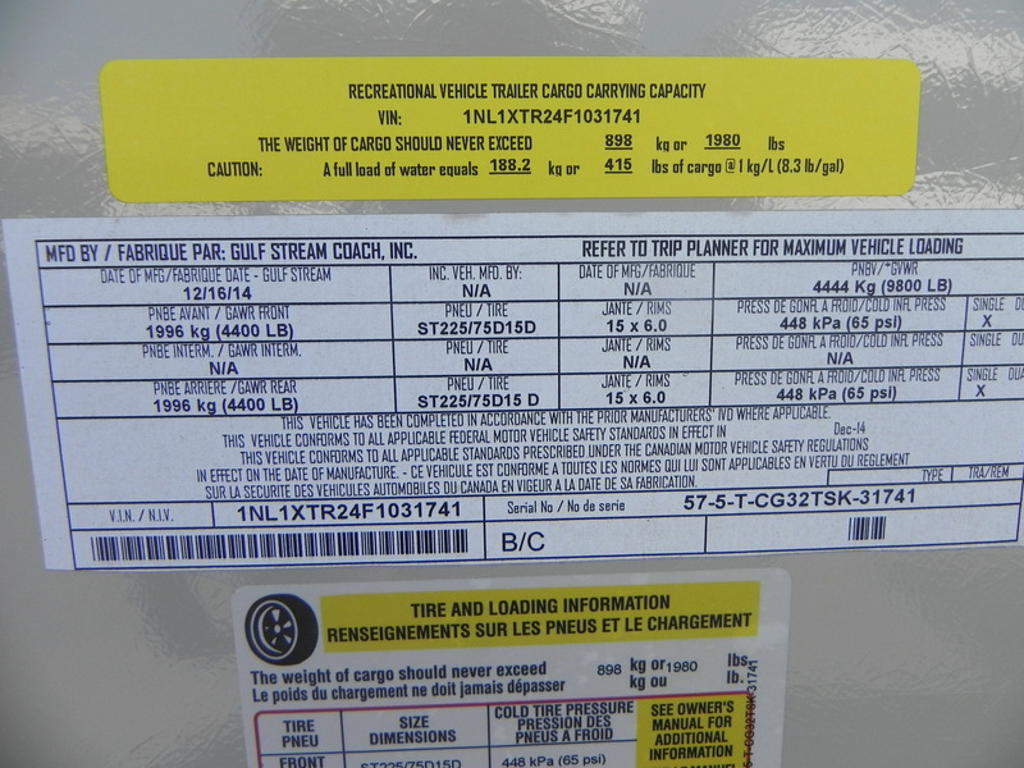 RECREATIONAL VEHICLE TRAILER CARGO CARRYING CAPACITY
VIN: 1NL1XTR24F1031741
THE WEIGHT OF CARGO SHOULD NEVER EXCEED 898 kg or 1980 lbs
CAUTION: A full load of water equals 188.2 kg or 415 lbs of cargo @ 1 kg/L (8.3 lb/gal)
MFD BY / FABRIQUE PAR: GULF STREAM COACH, INC. REFER TO TRIP PLANNER FOR MAXIMUM VEHICLE LOADING
DATE OF MFG/FABRIQUE DATE - GULF STREAM INC. VEH. MFD. BY: DATE OF MFG/FABRIQUE PNBV/*GVWR
12/16/14 N/A N/A 4444 Kg (9800 LB)
PNBE AVANT / GAWR FRONT PNEU / TIRE JANTE / RIMS PRESS DE GONFL A FROID/COLD INFL PRESS SINGLE DU
1996 kg (4400 LB) ST225/75D15D 15 x 6.0 448 kPa (65 psi) X
PNBE INTERM. / GAWR INTERM. PNEU / TIRE JANTE / RIMS PRESS DE GONFL A FROID/COLD INFL PRESS SINGLE DU
N/A N/A N/A N/A
PNBE ARRIERE /GAWR REAR PNEU / TIRE JANTE / RIMS PRESS DE GONFL A FROID/COLD INFL PRESS SINGLE DUA
1996 kg (4400 LB) ST225/75D15 D 15 x 6.0 448 kPa (65 psi) X
THIS VEHICLE HAS BEEN COMPLETED IN ACCORDANCE WITH THE PRIOR MANUFACTURERS' IVD WHERE APPLICABLE.
THIS VEHICLE CONFORMS TO ALL APPLICABLE FEDERAL MOTOR VEHICLE SAFETY STANDARDS IN EFFECT IN Dec-14
THIS VEHICLE CONFORMS TO ALL APPLICABLE STANDARDS PRESCRIBED UNDER THE CANADIAN MOTOR VEHICLE SAFETY REGULATIONS
IN EFFECT ON THE DATE OF MANUFACTURE. - CE VEHICULE EST CONFORME A TOUTES LES NORMES QUI LUI SONT APPLICABLES EN VERTU DU REGLEMENT
SUR LA SECURITE DES VEHICULES AUTOMOBILES DU CANADA EN VIGEUR A LA DATE DE SA FABRICATION. TYPE TRA/REM
V.I.N. / N.I.V. 1NL1XTR24F1031741 Serial No / No de serie 57-5-T-CG32TSK-31741
B/C
TIRE AND LOADING INFORMATION
RENSEIGNEMENTS SUR LES PNEUS ET LE CHARGEMENT
The weight of cargo should never exceed 898 kg or 1980 lbs.
Le poids du chargement ne doit jamais dépasser kg ou lb.
TIRE SIZE COLD TIRE PRESSURE SEE OWNER'S
PNEU DIMENSIONS PRESSION DES MANUAL FOR
PNEUS A FROID ADDITIONAL
FRONT ST225/75D15D 448 kPa (65 psi) INFORMATION
5-T-CG32TSK-31741